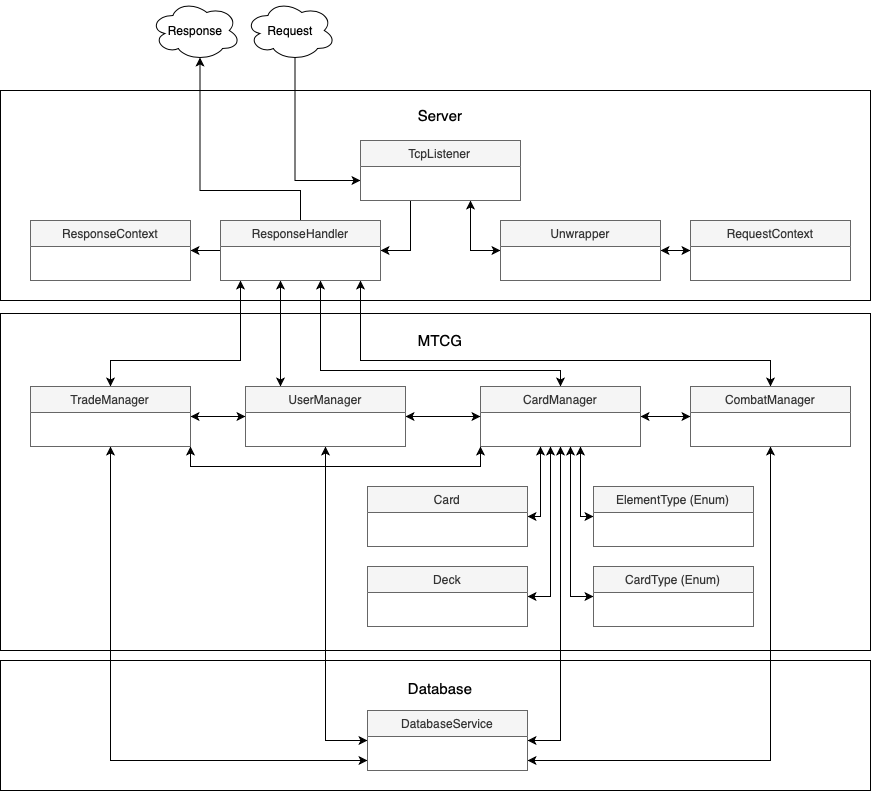 Response
Request
Server
TcpListener
ResponseContext
ResponseHandler
Unwrapper
RequestContext
MTCG
TradeManager
UserManager
CardManager
CombatManager
Card
ElementType (Enum)
Deck
CardType (Enum)
Database
DatabaseService